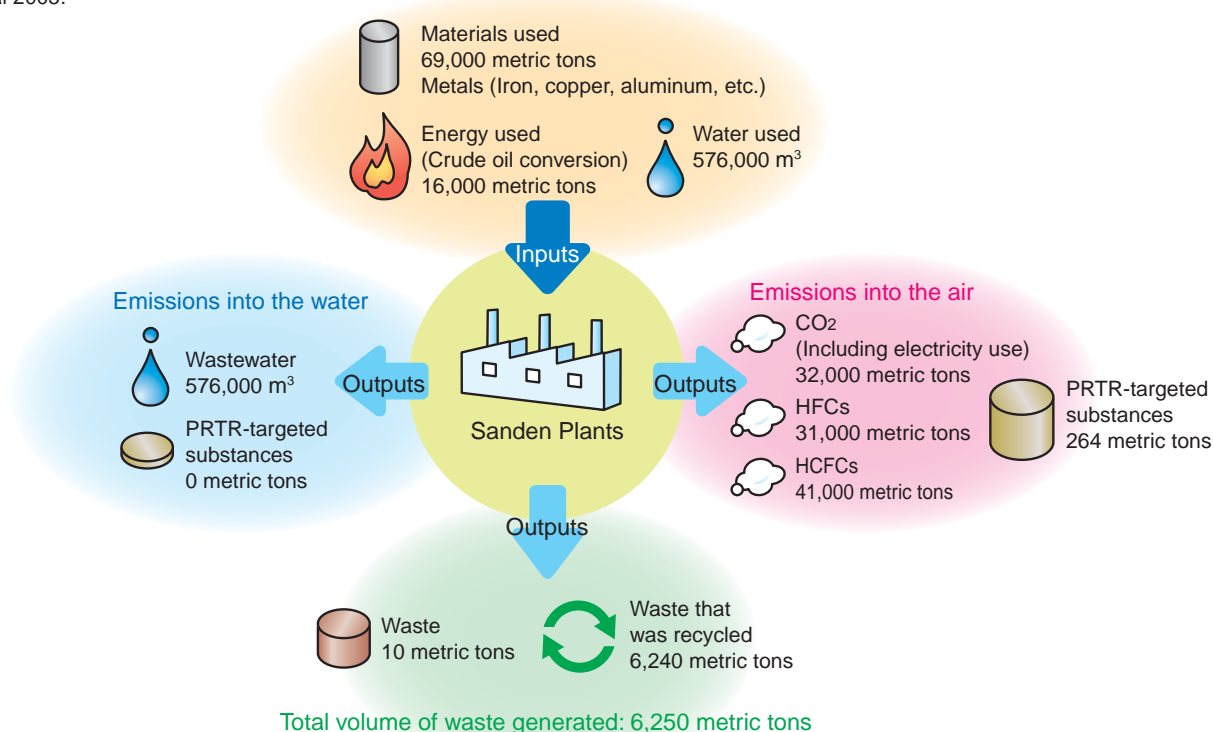 Materials used
69,000 metric tons
Metals (Iron, copper, aluminum, etc.)
Energy used
(Crude oil conversion)
16,000 metric tons
Water used
576,000 m³
Inputs
Emissions into the water
Wastewater
576,000 m³
PRTR-targeted
substances
0 metric tons
Outputs
Sanden Plants
Outputs
Emissions into the air
CO2
(Including electricity use)
32,000 metric tons
HFCs
31,000 metric tons
HCFCs
41,000 metric tons
PRTR-targeted
substances
264 metric tons
Outputs
Waste
10 metric tons
Waste that
was recycled
6,240 metric tons
Total volume of waste generated: 6,250 metric tons